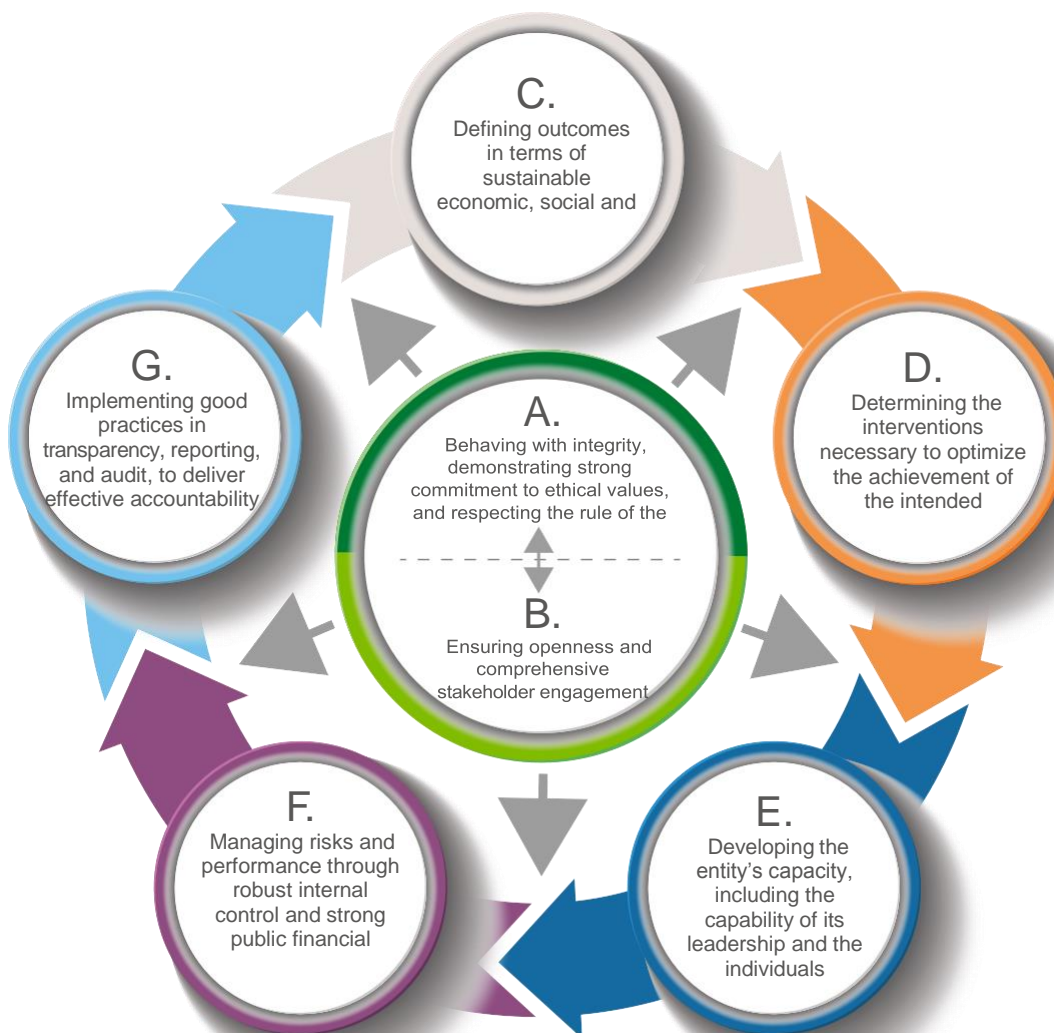 C.
Defining outcomes
in terms of
sustainable
economic, social and
G.
Implementing good
practices in
transparency, reporting,
and audit, to deliver
effective accountability
A.
Behaving with integrity,
demonstrating strong
commitment to ethical values,
and respecting the rule of the
B.
Ensuring openness and
comprehensive
stakeholder engagement
D.
Determining the
interventions
necessary to optimize
the achievement of
the intended
F.
Managing risks and
performance through
robust internal
control and strong
public financial
E.
Developing the
entity’s capacity,
including the
capability of its
leadership and the
individuals